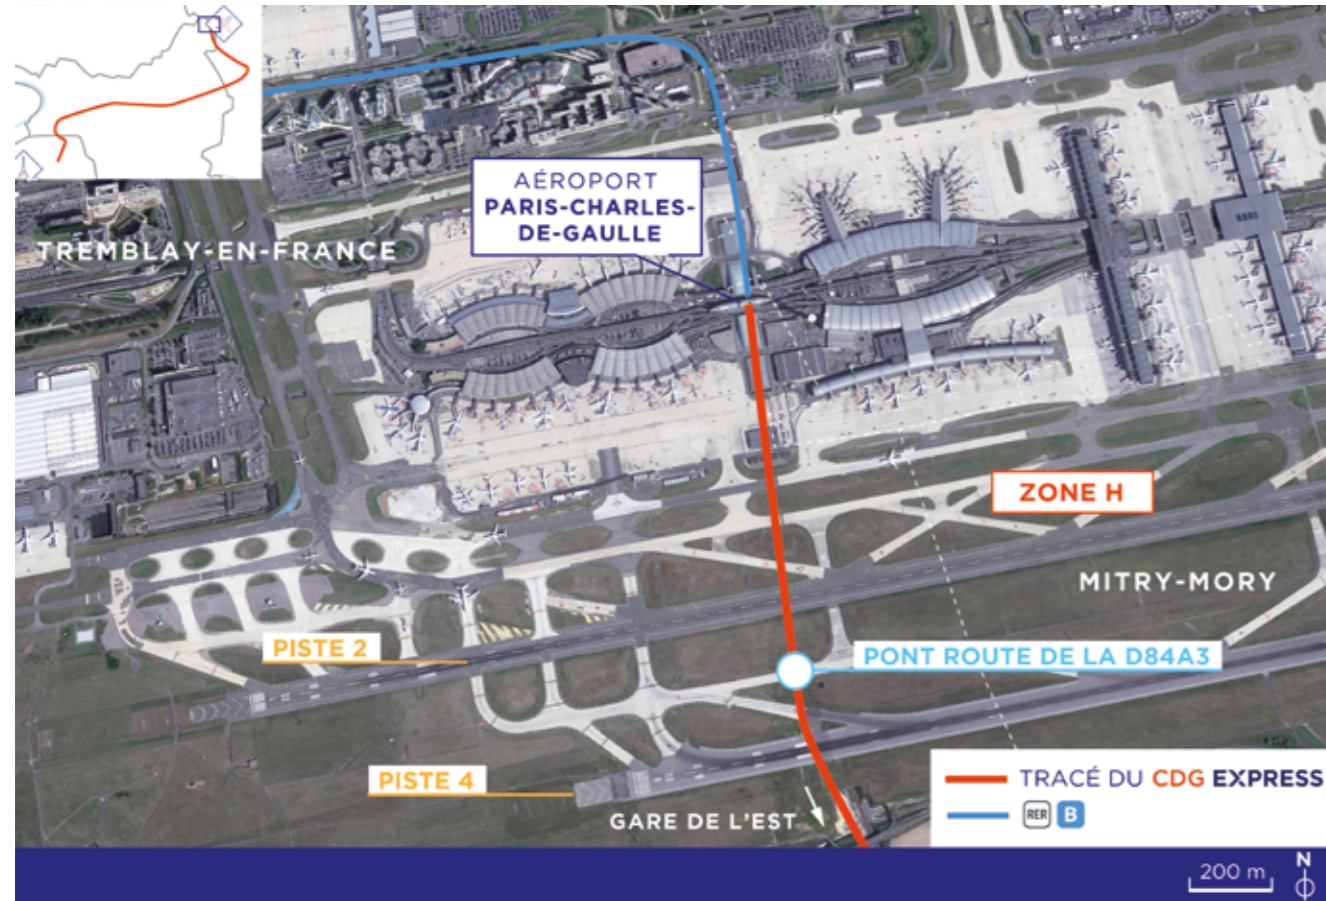 AÉROPORT
PARIS-CHARLES-
DE-GAULLE
TREMBLAY-EN-FRANCE
ZONE H
MITRY-MORY
PISTE 2
PONT ROUTE DE LA D84A3
PISTE 4
GARE DE L'EST
TRACÉ DU CDG EXPRESS
RER B
200 m
N